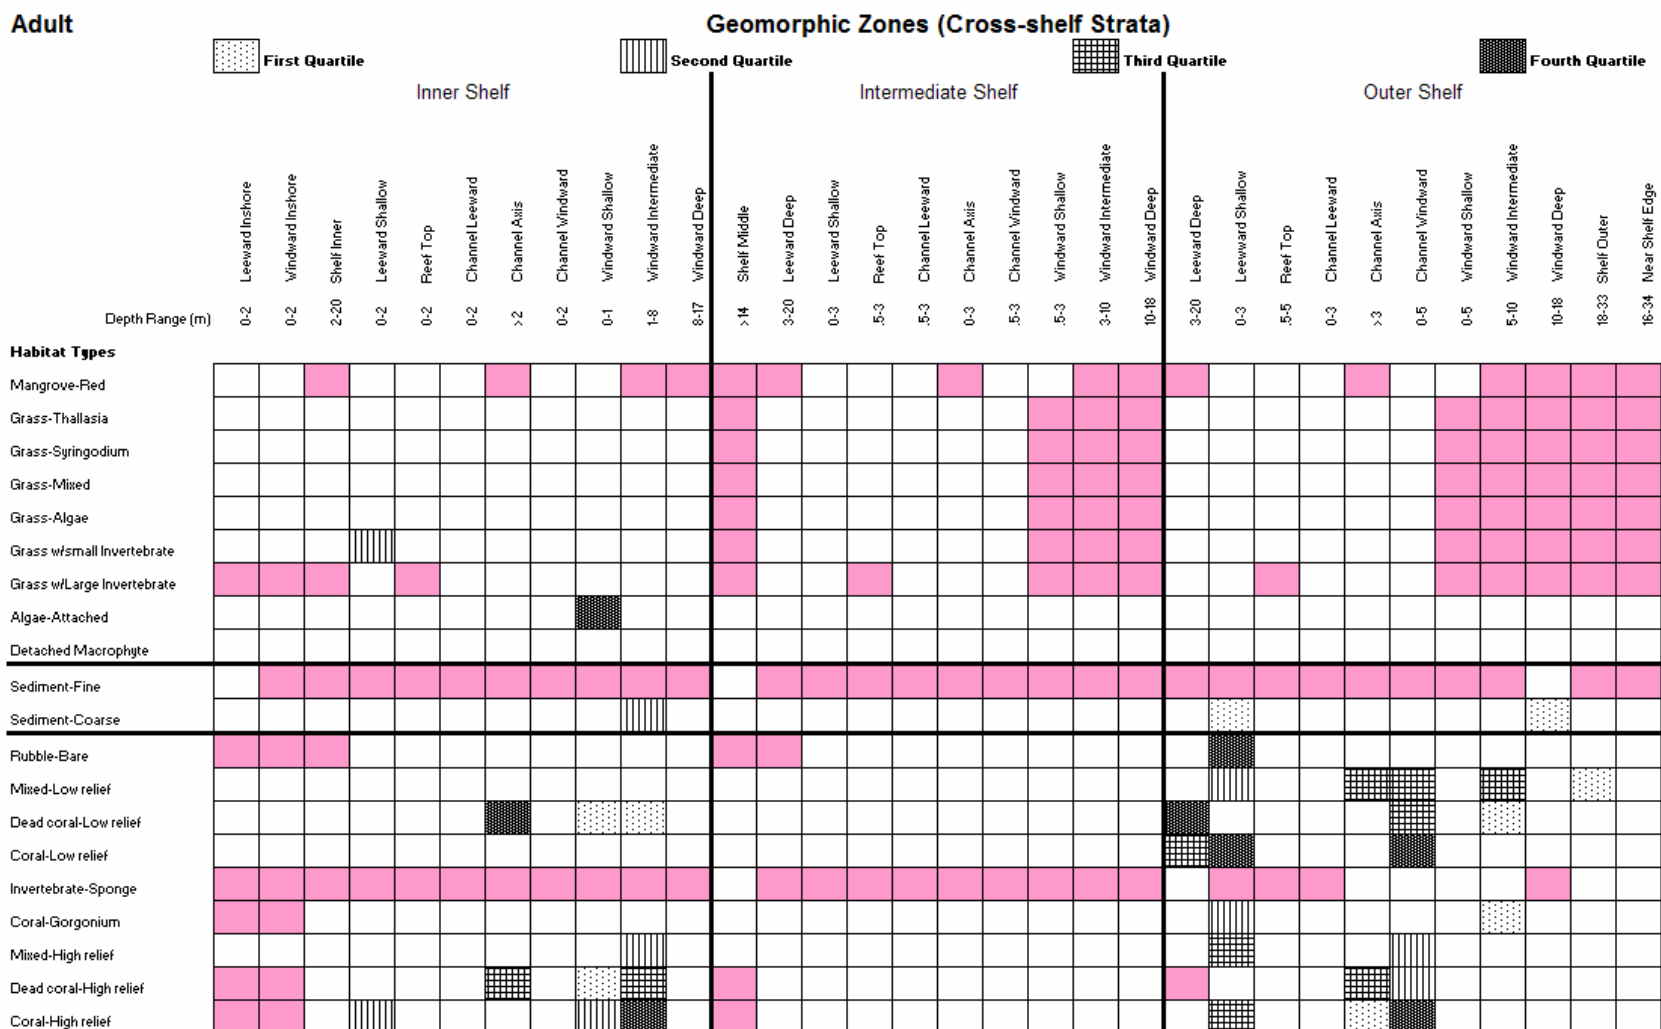 Adult
Geomorphic Zones (Cross-shelf Strata)
First Quartile
Second Quartile
Third Quartile
Fourth Quartile
Inner Shelf
Intermediate Shelf
Outer Shelf
Leeward Inshore
Windward Inshore
Shelf Inner
Leeward Shallow
Reef Top
Channel Leeward
Channel Axis
Channel Windward
Windward Shallow
Windward Intermediate
Windward Deep
Shelf Middle
Leeward Deep
Leeward Shallow
Reef Top
Channel Leeward
Channel Axis
Channel Windward
Windward Shallow
Windward Intermediate
Windward Deep
Leeward Deep
Leeward Shallow
Reef Top
Channel Leeward
Channel Axis
Channel Windward
Windward Shallow
Windward Intermediate
Windward Deep
Shelf Outer
Near Shelf Edge
Depth Range (m)
0-2
0-2
2-20
0-2
0-2
0-2
>2
0-2
0-1
1-8
8-17
>14
3-20
0-3
.5-3
.5-3
0-3
.5-3
.5-3
3-10
10-18
3-20
0-3
.5-5
0-3
>3
0-5
0-5
5-10
10-18
18-33
16-34
Habitat Types
Mangrove-Red
Grass-Thallasia
Grass-Syringodium
Grass-Mixed
Grass-Algae
Grass w/small Invertebrate
Grass w/Large Invertebrate
Algae-Attached
Detached Macrophyte
Sediment-Fine
Sediment-Coarse
Rubble-Bare
Mixed-Low relief
Dead coral-Low relief
Coral-Low relief
Invertebrate-Sponge
Coral-Gorgonium
Mixed-High relief
Dead coral-High relief
Coral-High relief